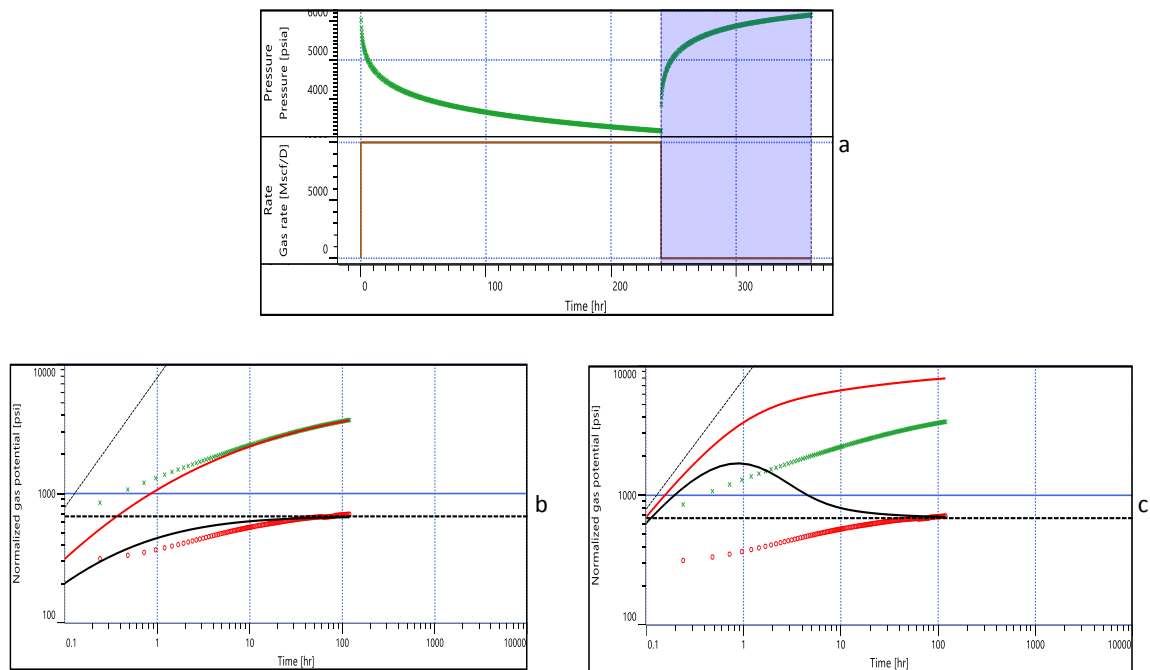 6000
5000
4000
Pressure
Pressure [psia]
a
5000
0
Rate
Gas rate [Mscf/D]
0
100
200
300
Time [hr]
10000
1000
100
Normalized gas potential [psi]
b
0.1
1
10
100
1000
10000
Time [hr]
10000
1000
100
Normalized gas potential [psi]
c
0.1
1
10
100
1000
10000
Time [hr]